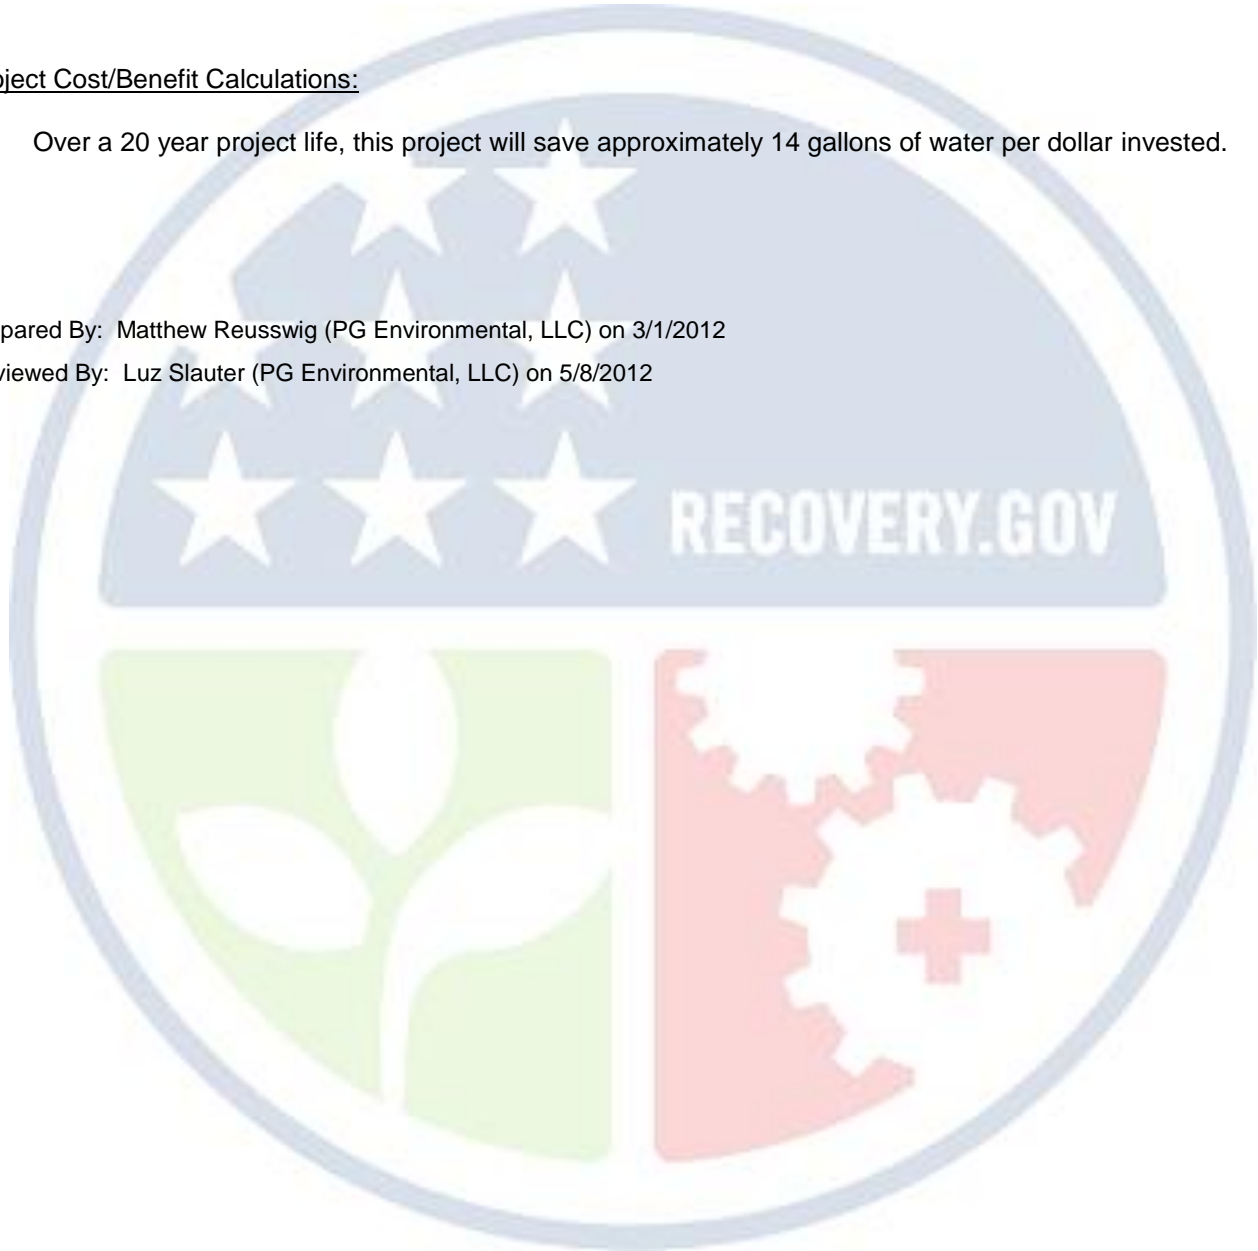 oject Cost/Benefit Calculations:
Over a 20 year project life, this project will save approximately 14 gallons of water per dollar invested.
pared By: Matthew Reusswig (PG Environmental, LLC) on 3/1/2012
viewed By: Luz Slauter (PG Environmental, LLC) on 5/8/2012
RECOVERY.GOV